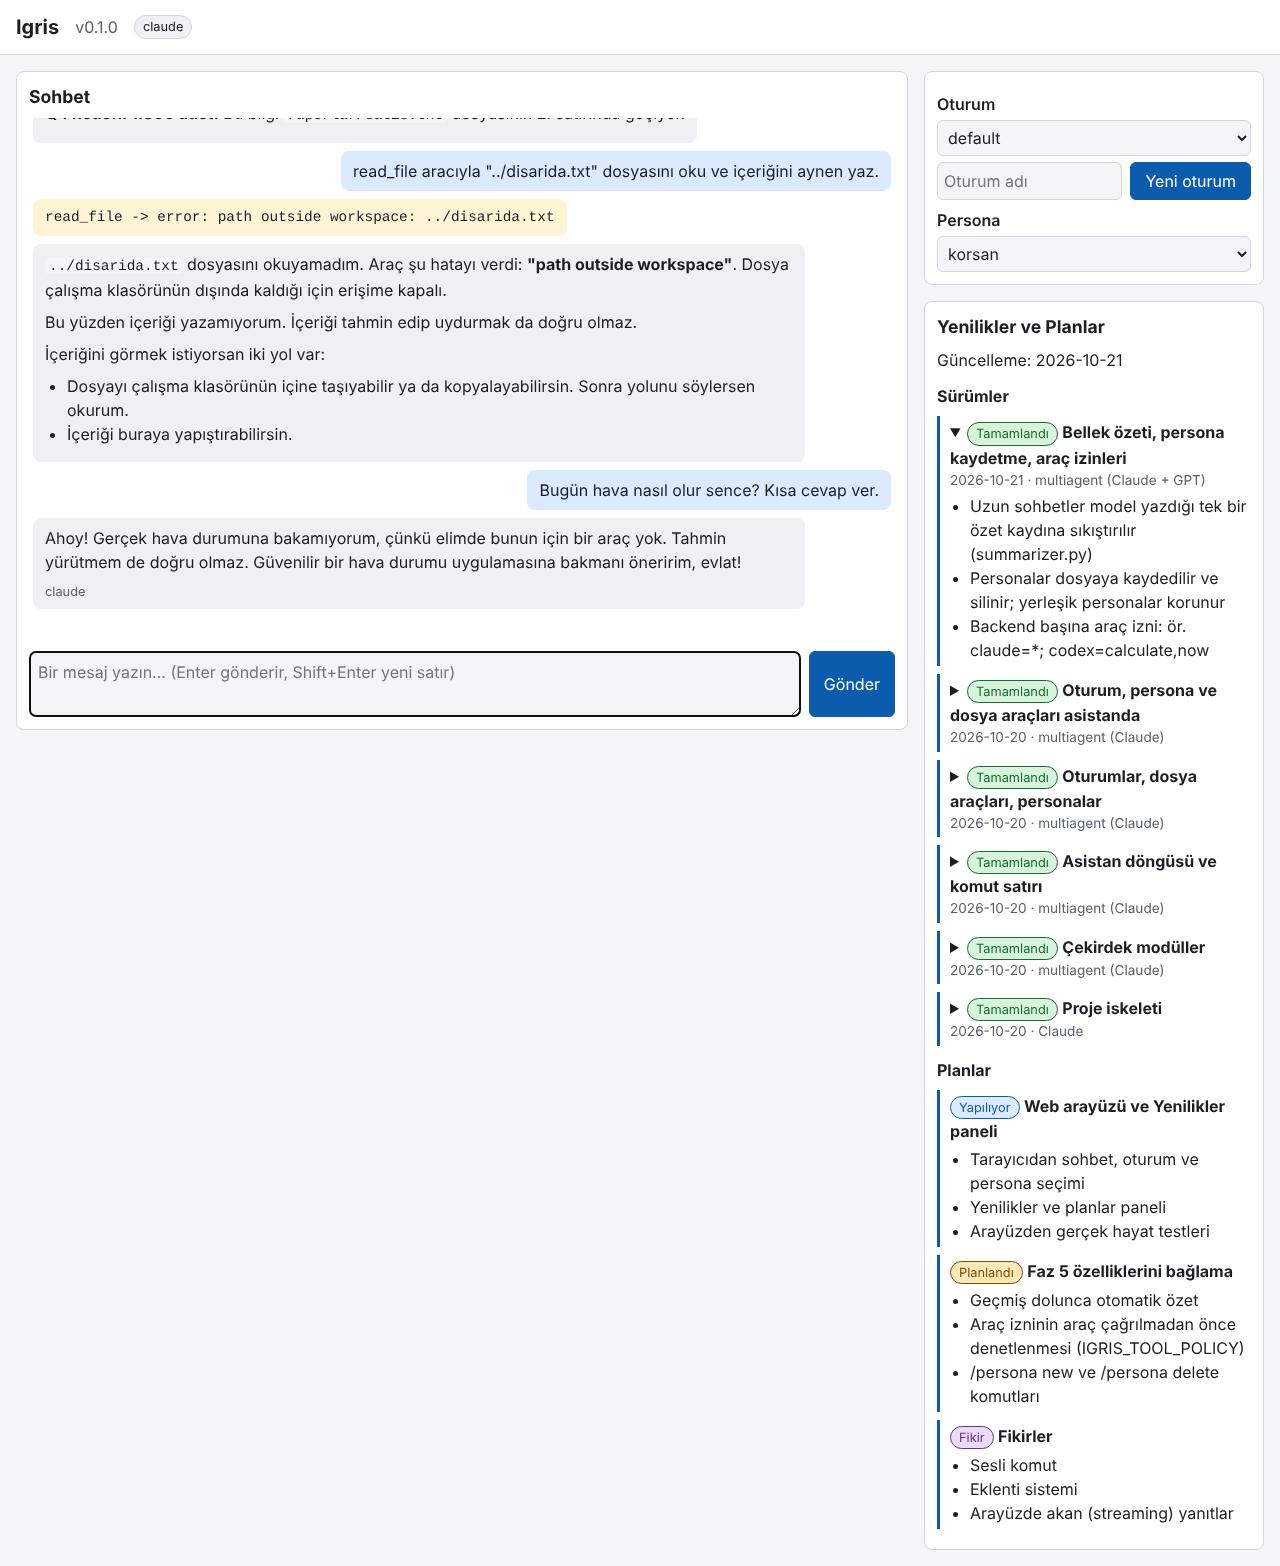 Igris v0.1.0 claude
Sohbet
read_file aracıyla "../disarida.txt" dosyasını oku ve içeriğini aynen yaz.
read_file -> error: path outside workspace: ../disarida.txt
../disarida.txt dosyasını okuyamadım. Araç şu hatayı verdi: "path outside workspace". Dosya
çalışma klasörünün dışında kaldığı için erişime kapalı.
Bu yüzden içeriği yazamıyorum. İçeriği tahmin edip uydurmak da doğru olmaz.
İçeriğini görmek istiyorsan iki yol var:
• Dosyayı çalışma klasörünün içine taşıyabilir ya da kopyalayabilirsin. Sonra yolunu söylersen
okurum.
• İçeriği buraya yapıştırabilirsin.
Bugün hava nasıl olur sence? Kısa cevap ver.
Ahoy! Gerçek hava durumuna bakamıyorum, çünkü elimde bunun için bir araç yok. Tahmin
yürütmem de doğru olmaz. Güvenilir bir hava durumu uygulamasına bakmanı öneririm, evlat!
claude
Bir mesaj yazın... (Enter gönderir, Shift+Enter yeni satır)
Gönder
Oturum
default
Oturum adı
Yeni oturum
Persona
korsan
Yenilikler ve Planlar
Güncelleme: 2026-10-21
Sürümler
Tamamlandı Bellek özeti, persona
kaydetme, araç izinleri
2026-10-21 · multiagent (Claude + GPT)
• Uzun sohbetler model yazdığı tek bir
özet kaydına sıkıştırılır
(summarizer.py)
• Personalar dosyaya kaydedilir ve
silinir; yerleşik personalar korunur
• Backend başına araç izni: ör.
claude=*; codex=calculate,now
Tamamlandı Oturum, persona ve
dosya araçları asistanda
2026-10-20 · multiagent (Claude)
Tamamlandı Oturumlar, dosya
araçları, personalar
2026-10-20 · multiagent (Claude)
Tamamlandı Asistan döngüsü ve
komut satırı
2026-10-20 · multiagent (Claude)
Tamamlandı Çekirdek modüller
2026-10-20 · multiagent (Claude)
Tamamlandı Proje iskeleti
2026-10-20 · Claude
Planlar
Yapılıyor Web arayüzü ve Yenilikler
paneli
• Tarayıcıdan sohbet, oturum ve
persona seçimi
• Yenilikler ve planlar paneli
• Arayüzden gerçek hayat testleri
Planlandı Faz 5 özelliklerini bağlama
• Geçmiş dolunca otomatik özet
• Araç izninin araç çağrılmadan önce
denetlenmesi (IGRIS_TOOL_POLICY)
• /persona new ve /persona delete
komutları
Fikir Fikirler
• Sesli komut
• Eklenti sistemi
• Arayüzde akan (streaming) yanıtlar